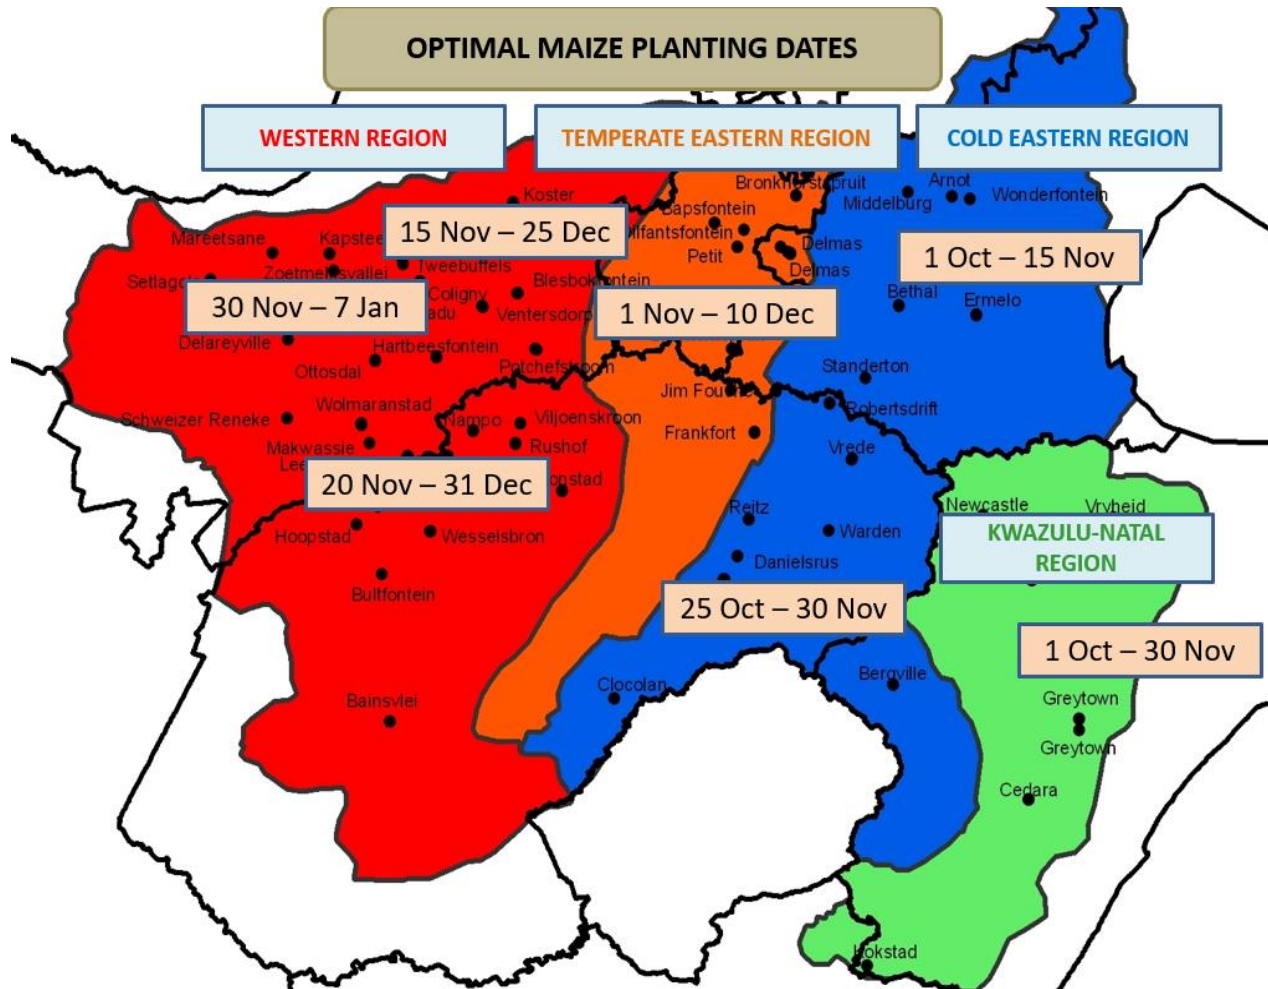 OPTIMAL MAIZE PLANTING DATES
WESTERN REGION
TEMPERATE EASTERN REGION
COLD EASTERN REGION
Koster
Bronkhorstspruit
Arnot
Middelburg
Wonderfontein
15 Nov – 25 Dec
Bapsfontein
Mareetsane
Petit
Delmas
Delmas
1 Oct – 15 Nov
Tweebuffels
Zoetmelksvallei
Blesbokfontein
30 Nov – 7 Jan
Coligny
Ventersdorp
1 Nov – 10 Dec
Bethal
Ermelo
Delareyville
Hartbeesfontein
Ottosdal
Potchefstroom
Standerton
Jim Fouche
Robertsdrift
Wolmaranstad
Schweizer Reneke
Nampo
Viljoenskroon
Frankfort
Makwassie
Rushof
Vrede
20 Nov – 31 Dec
Reitz
Newcastle
Vryheid
Hoopstad
Wesselsbron
Warden
KWAZULU-NATAL
REGION
Danielsrus
Bultfontein
25 Oct – 30 Nov
1 Oct – 30 Nov
Clocolan
Bergville
Bainsvlei
Greytown
Greytown
Cedara
Kokstad